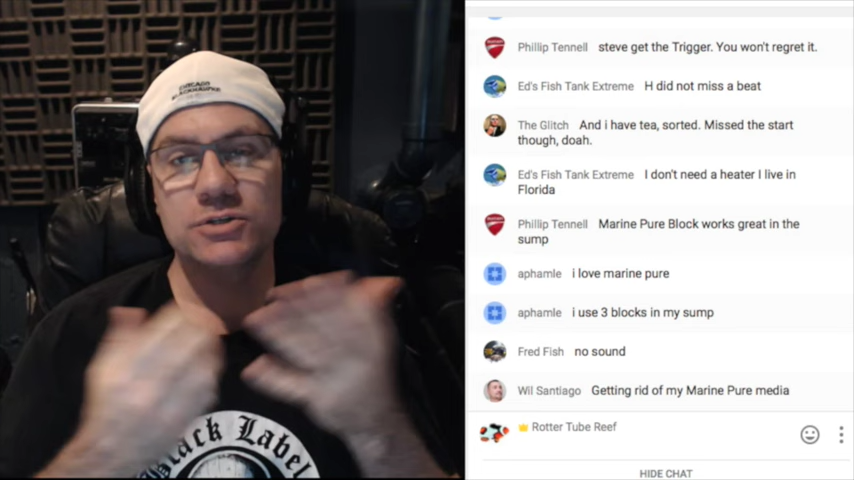 CHICAGO
BLACKHAWKS
Black Label
Phillip Tennell steve get the Trigger. You won't regret it.
Ed's Fish Tank Extreme H did not miss a beat
The Glitch And i have tea, sorted. Missed the start
though, doah.
Ed's Fish Tank Extreme I don't need a heater I live in
Florida
Phillip Tennell Marine Pure Block works great in the
sump
aphamle i love marine pure
aphamle i use 3 blocks in my sump
Fred Fish no sound
Wil Santiago Getting rid of my Marine Pure media
Rotter Tube Reef
HIDE CHAT